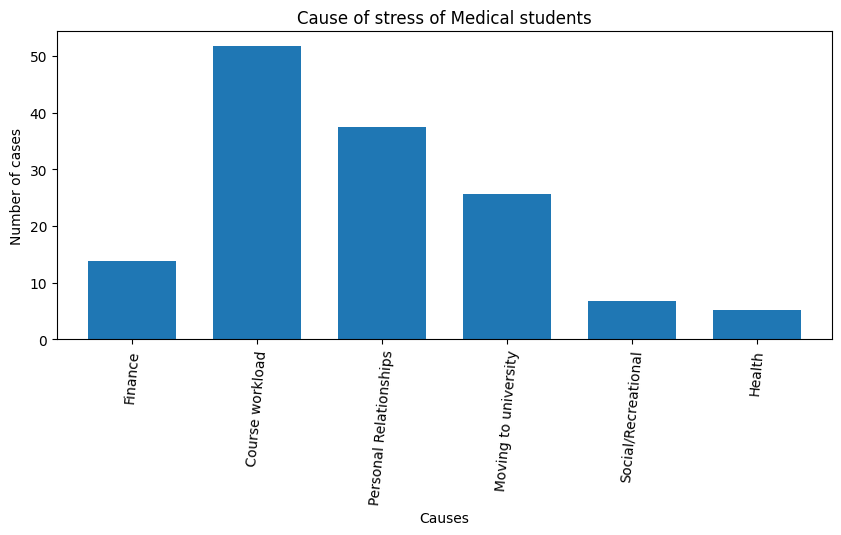 Cause of stress of Medical students
Number of cases
50
40
30
20
10
0
Finance
Course workload
Personal Relationships
Moving to university
Social/Recreational
Health
Causes